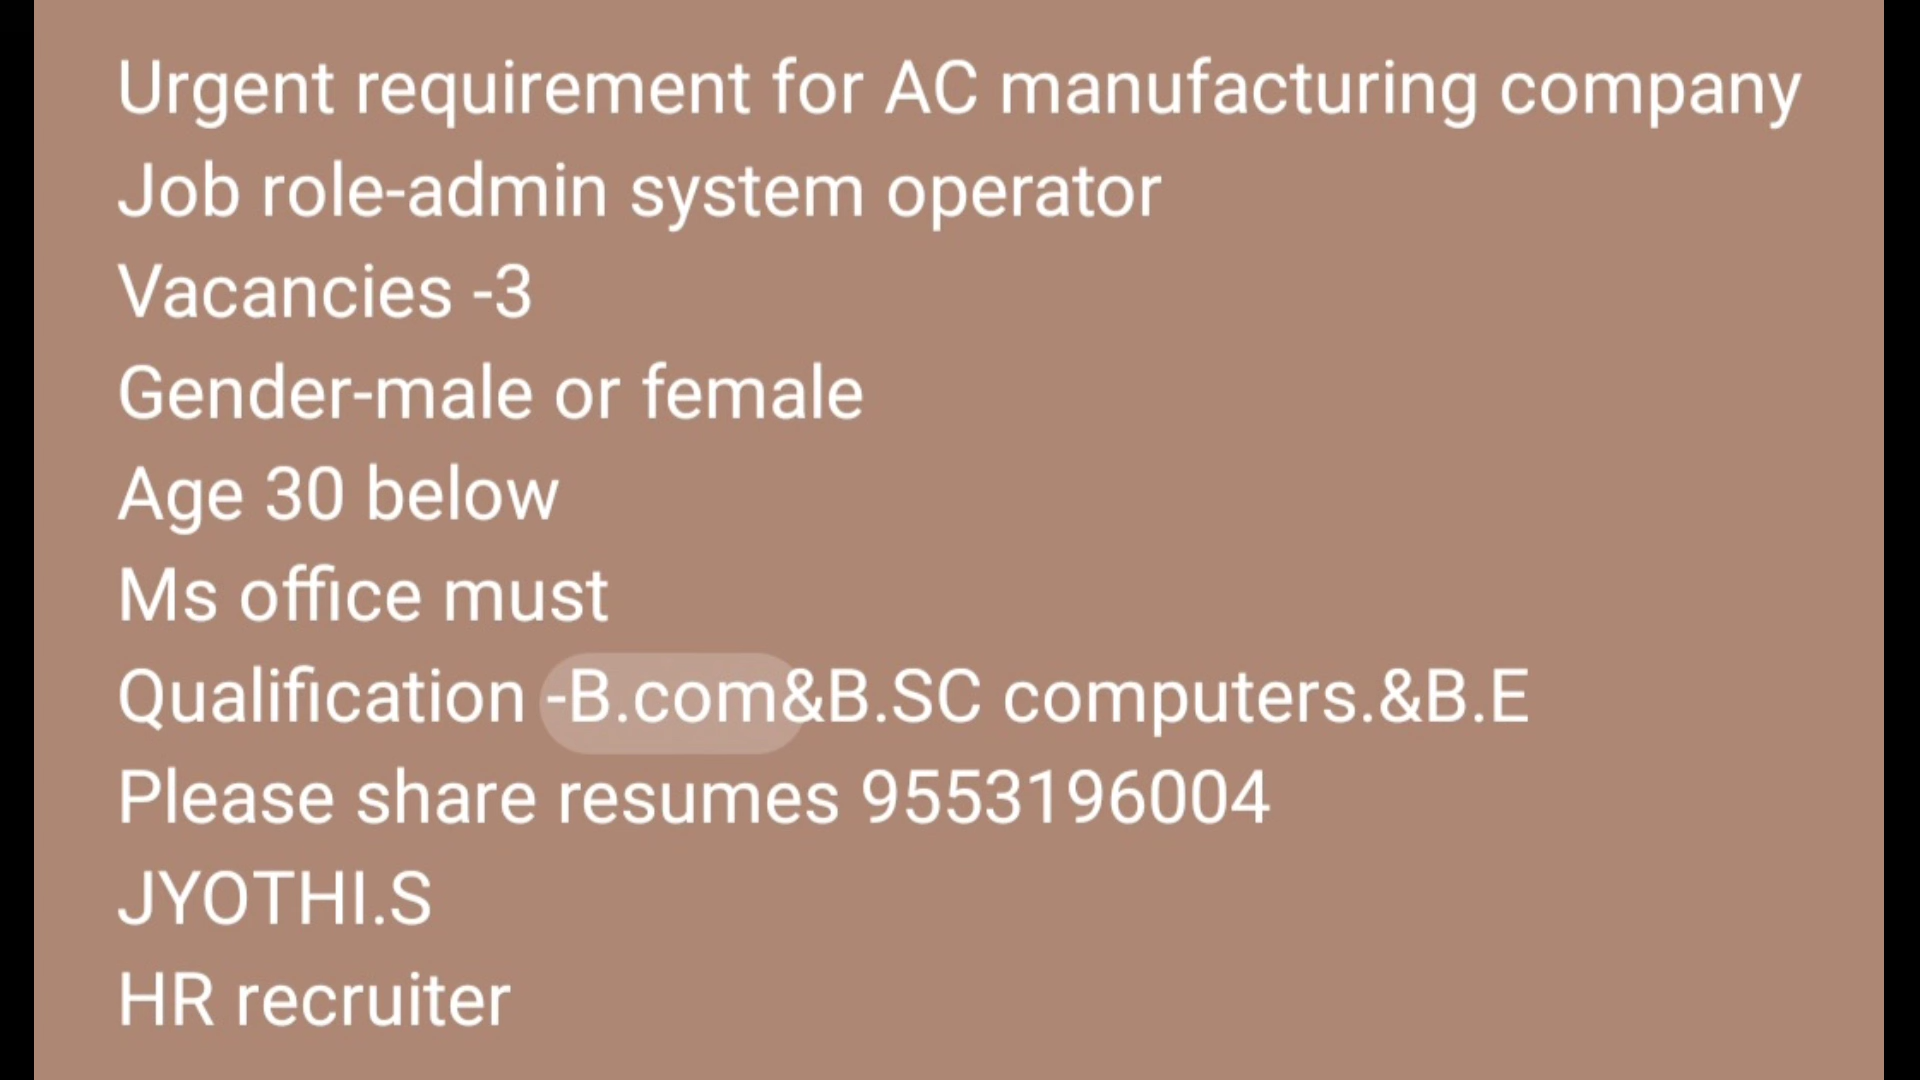 Urgent requirement for AC manufacturing company
Job role-admin system operator
Vacancies -3
Gender-male or female
Age 30 below
Ms office must
Qualification -B.com&B.SC computers.&B.E
Please share resumes 9553196004
JYOTHI.S
HR recruiter